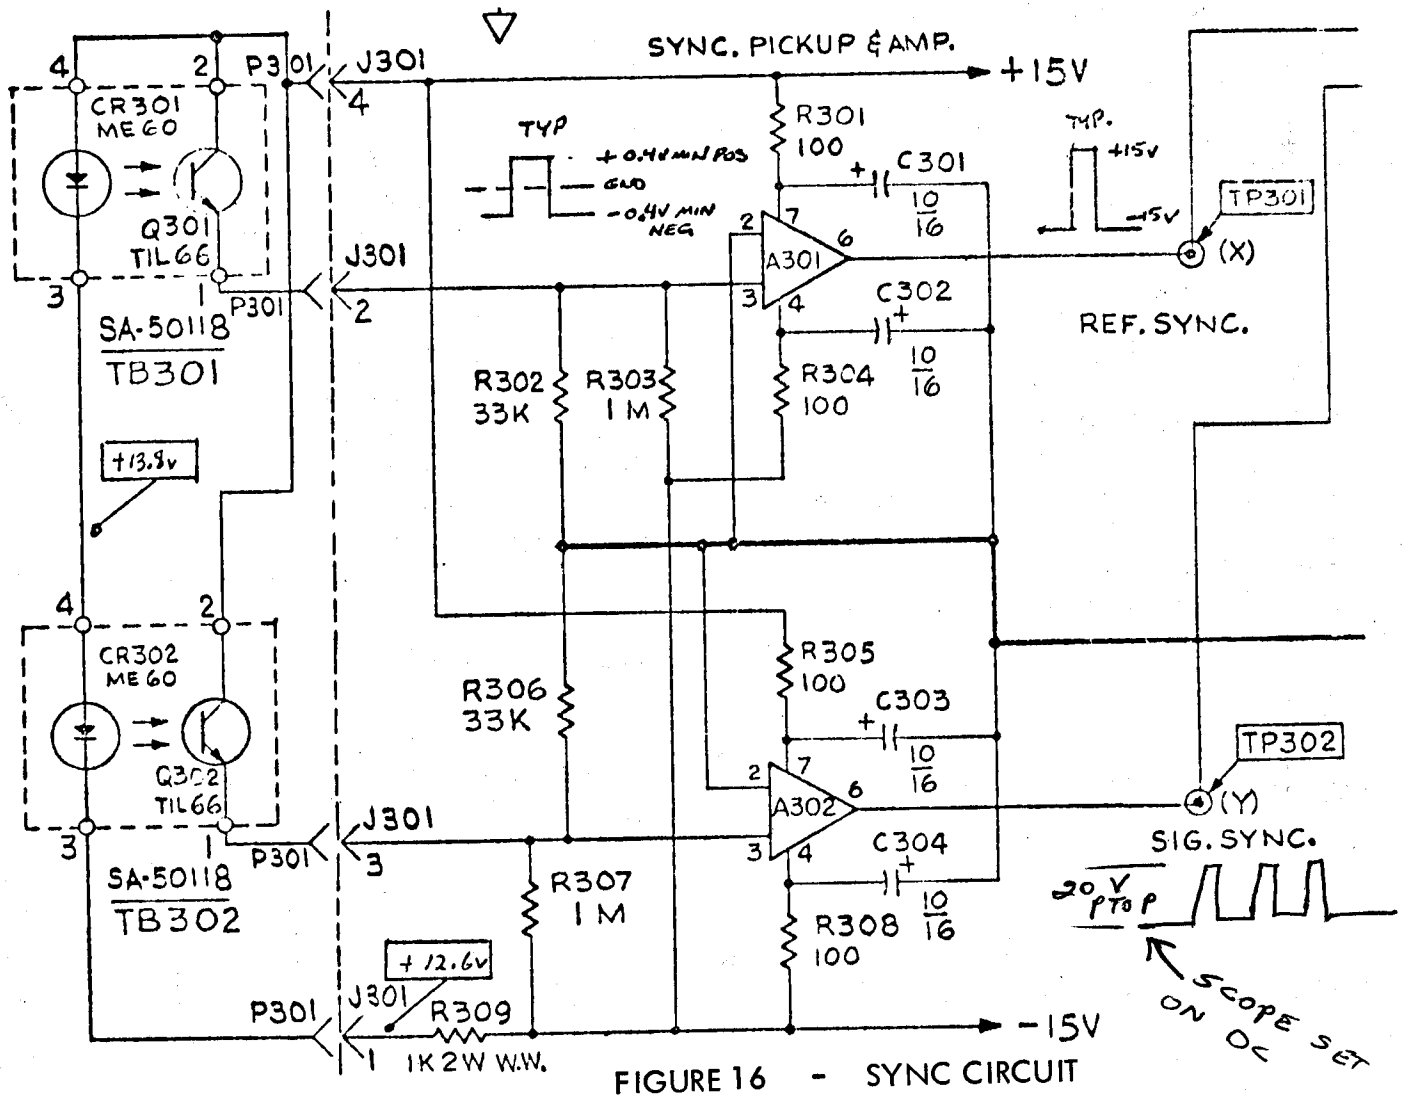 SYNC. PICKUP & AMP.
4
2
P301
J301
4
+15V
CR301
ME60
Q301
TIL66
3
1
P301
J301
2
SA-50118
TB301
TYP
+0.4V MIN POS
GND
-0.4V MIN
NEG
R301
100
C301
+
10
16
2
7
6
A301
3
4
C302
+
10
16
R302
33K
R303
1M
R304
100
TYP.
+15V
-15V
TP301
(X)
REF. SYNC.
+13.8V
4
2
CR302
ME60
Q302
TIL66
3
1
P301
J301
3
SA-50118
TB302
R306
33K
R305
100
C303
+
10
16
2
7
6
A302
3
4
C304
+
10
16
R307
1M
R308
100
TP302
(Y)
SIG. SYNC.
20 V
P TO P
SCOPE SET
ON DC
+12.6V
P301
J301
1
R309
1K 2W W.W.
-15V
FIGURE 16 - SYNC CIRCUIT